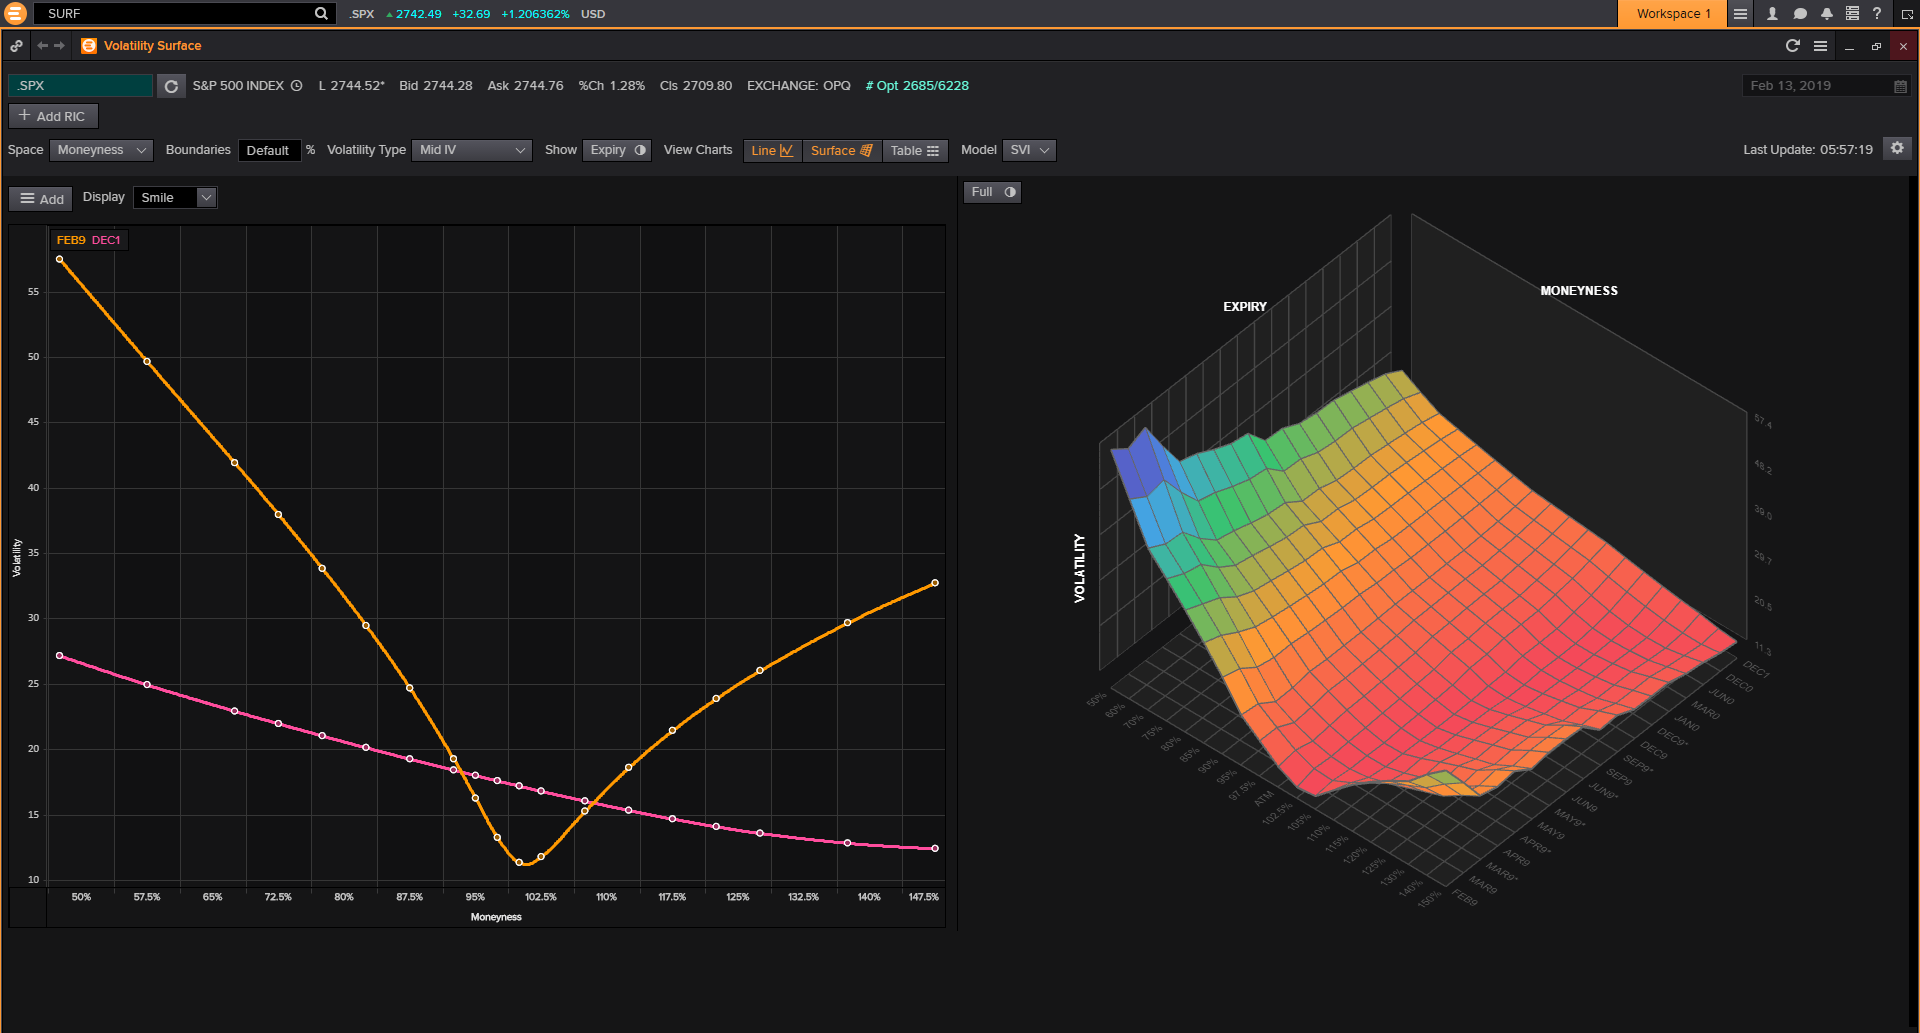 SURF .SPX 2742.49 +32.69 +1.206362% USD Workspace 1 ?
Volatility Surface
.SPX S&P 500 INDEX L 2744.52* Bid 2744.28 Ask 2744.76 %Ch 1.28% Cls 2709.80 EXCHANGE: OPQ # Opt 2685/6228 Feb 13, 2019
+ Add RIC
Space Moneyness Boundaries Default % Volatility Type Mid IV Show Expiry View Charts Line Surface Table Model SVI Last Update: 05:57:19
Add Display Smile
Full
FEB9 DEC1
55
50
45
40
35
30
25
20
15
10
Volatility
50% 57.5% 65% 72.5% 80% 87.5% 95% 102.5% 110% 117.5% 125% 132.5% 140% 147.5%
Moneyness
EXPIRY
MONEYNESS
VOLATILITY
57.4
48.2
39.0
29.7
20.5
11.3
50%
60%
70%
75%
80%
85%
90%
95%
97.5%
ATM
102.5%
105%
110%
115%
120%
125%
130%
140%
150%
DEC1
DEC0
JUN0
MAR0
JAN0
DEC9*
DEC9
SEP9*
SEP9
JUN9*
JUN9
MAY9*
MAY9
APR9*
APR9
MAR9*
MAR9
FEB9